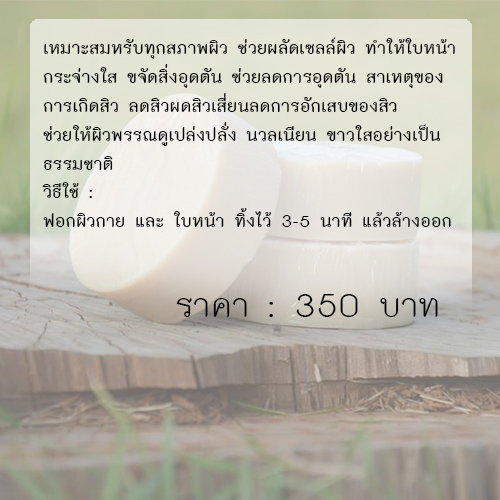 เหมาะสมหรับทุกสภาพผิว ช่วยผลัดเซลล์ผิว ทำให้ใบหน้า
กระจ่างใส ขจัดสิ่งอุดตัน ช่วยลดการอุดตัน สาเหตุของ
การเกิดสิว ลดสิวผดสิวเสี่ยนลดการอักเสบของสิว
ช่วยให้ผิวพรรณดูเปล่งปลั่ง นวลเนียน ขาวใสอย่างเป็น
ธรรมชาติ
วิธีใช้ :
ฟอกผิวกาย และ ใบหน้า ทิ้งไว้ 3-5 นาที แล้วล้างออก
ราคา : 350 บาท